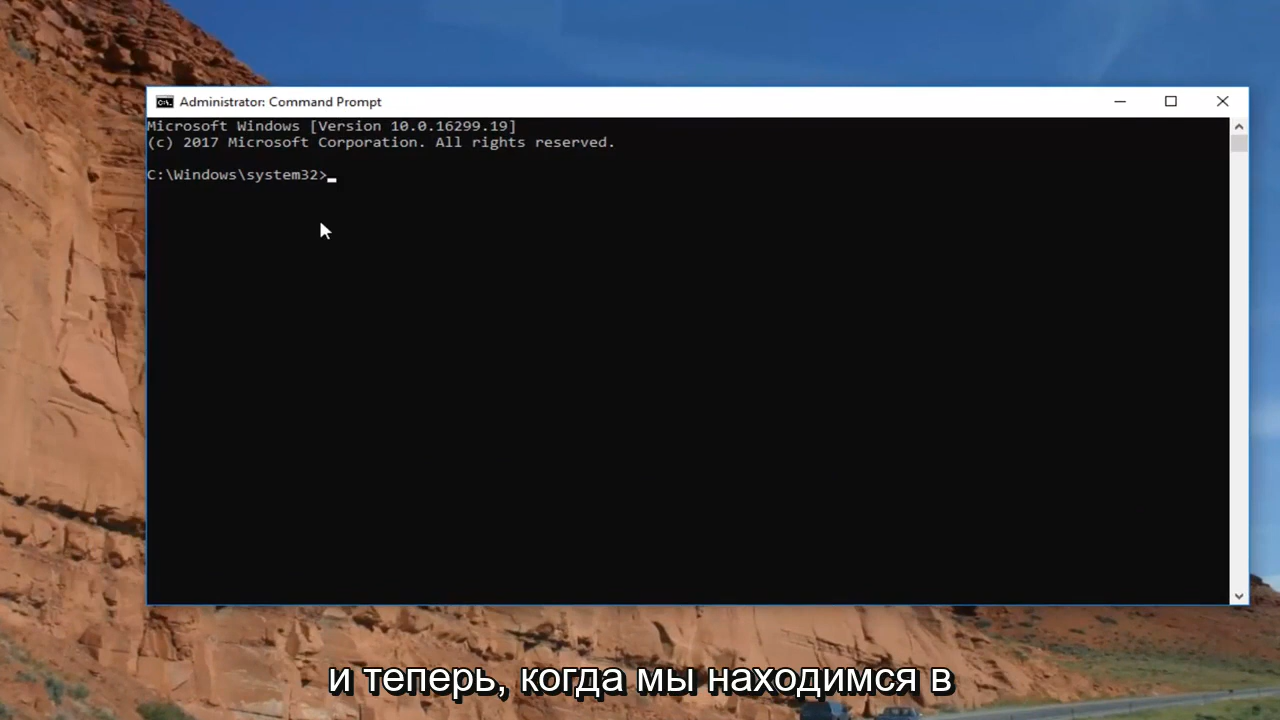 Administrator: Command Prompt
Microsoft Windows [Version 10.0.16299.19]
(c) 2017 Microsoft Corporation. All rights reserved.
C:\Windows\system32>
и теперь, когда мы находимся в